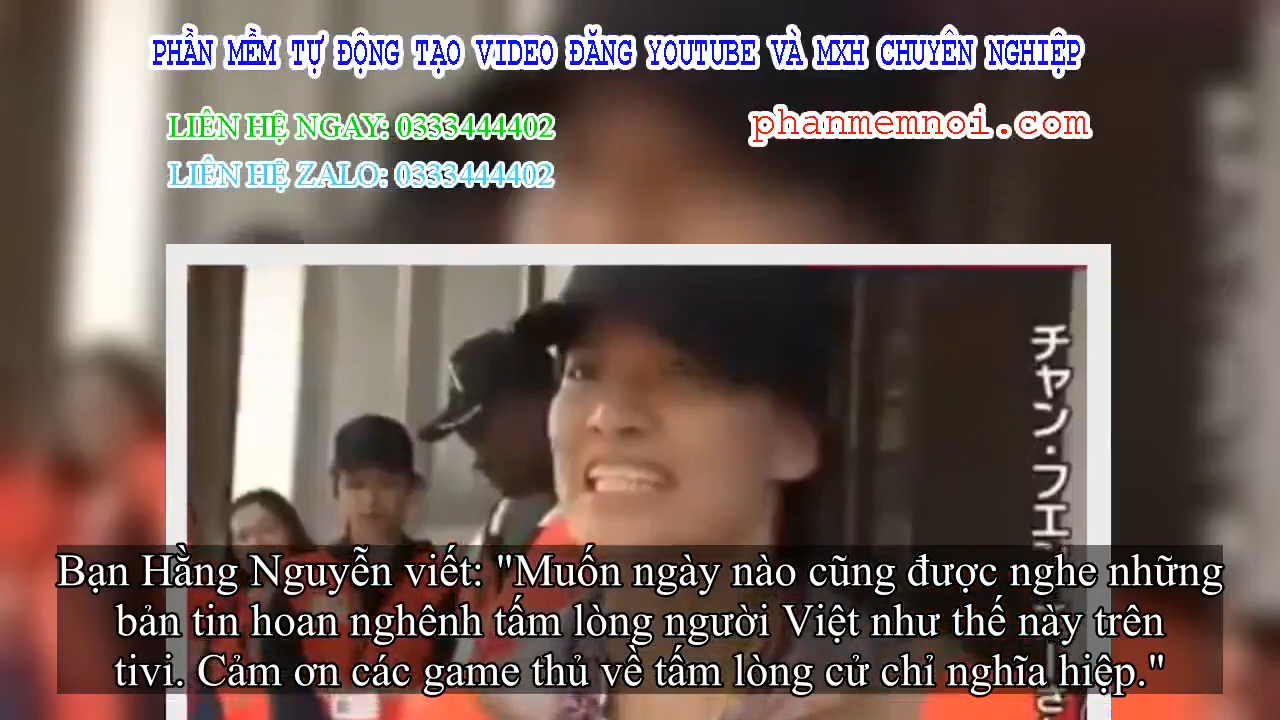 PHẦN MỀM TỰ ĐỘNG TẠO VIDEO ĐĂNG YOUTUBE VÀ MXH CHUYÊN NGHIỆP
LIÊN HỆ NGAY: 0333444402
phanmemnoi.com
LIÊN HỆ ZALO: 0333444402
チャン・フエ
Bạn Hằng Nguyễn viết: "Muốn ngày nào cũng được nghe những
bản tin hoan nghênh tấm lòng người Việt như thế này trên
tivi. Cảm ơn các game thủ về tấm lòng cử chỉ nghĩa hiệp."